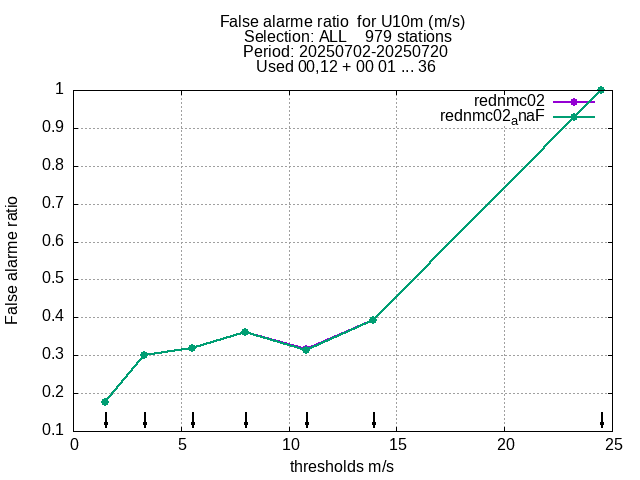 False alarme ratio  for U10m (m/s)
Selection: ALL    979 stations
Period: 20250702-20250720
Used 00,12 + 00 01 ... 36
rednmc02
rednmc02anaF
1
0.9
0.8
0.7
0.6
0.5
0.4
0.3
0.2
0.1
False alarme ratio
0 5 10 15 20 25
thresholds m/s